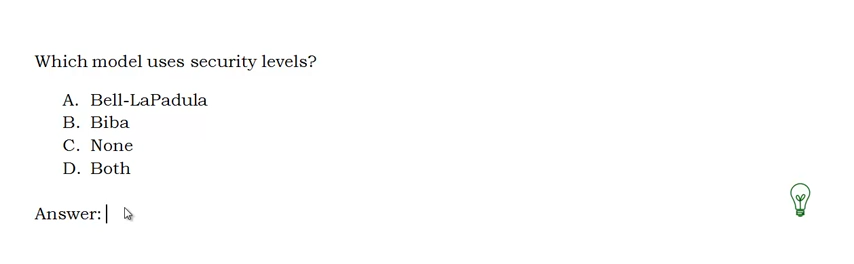 Which model uses security levels?
A. Bell-LaPadula
B. Biba
C. None
D. Both
Answer: